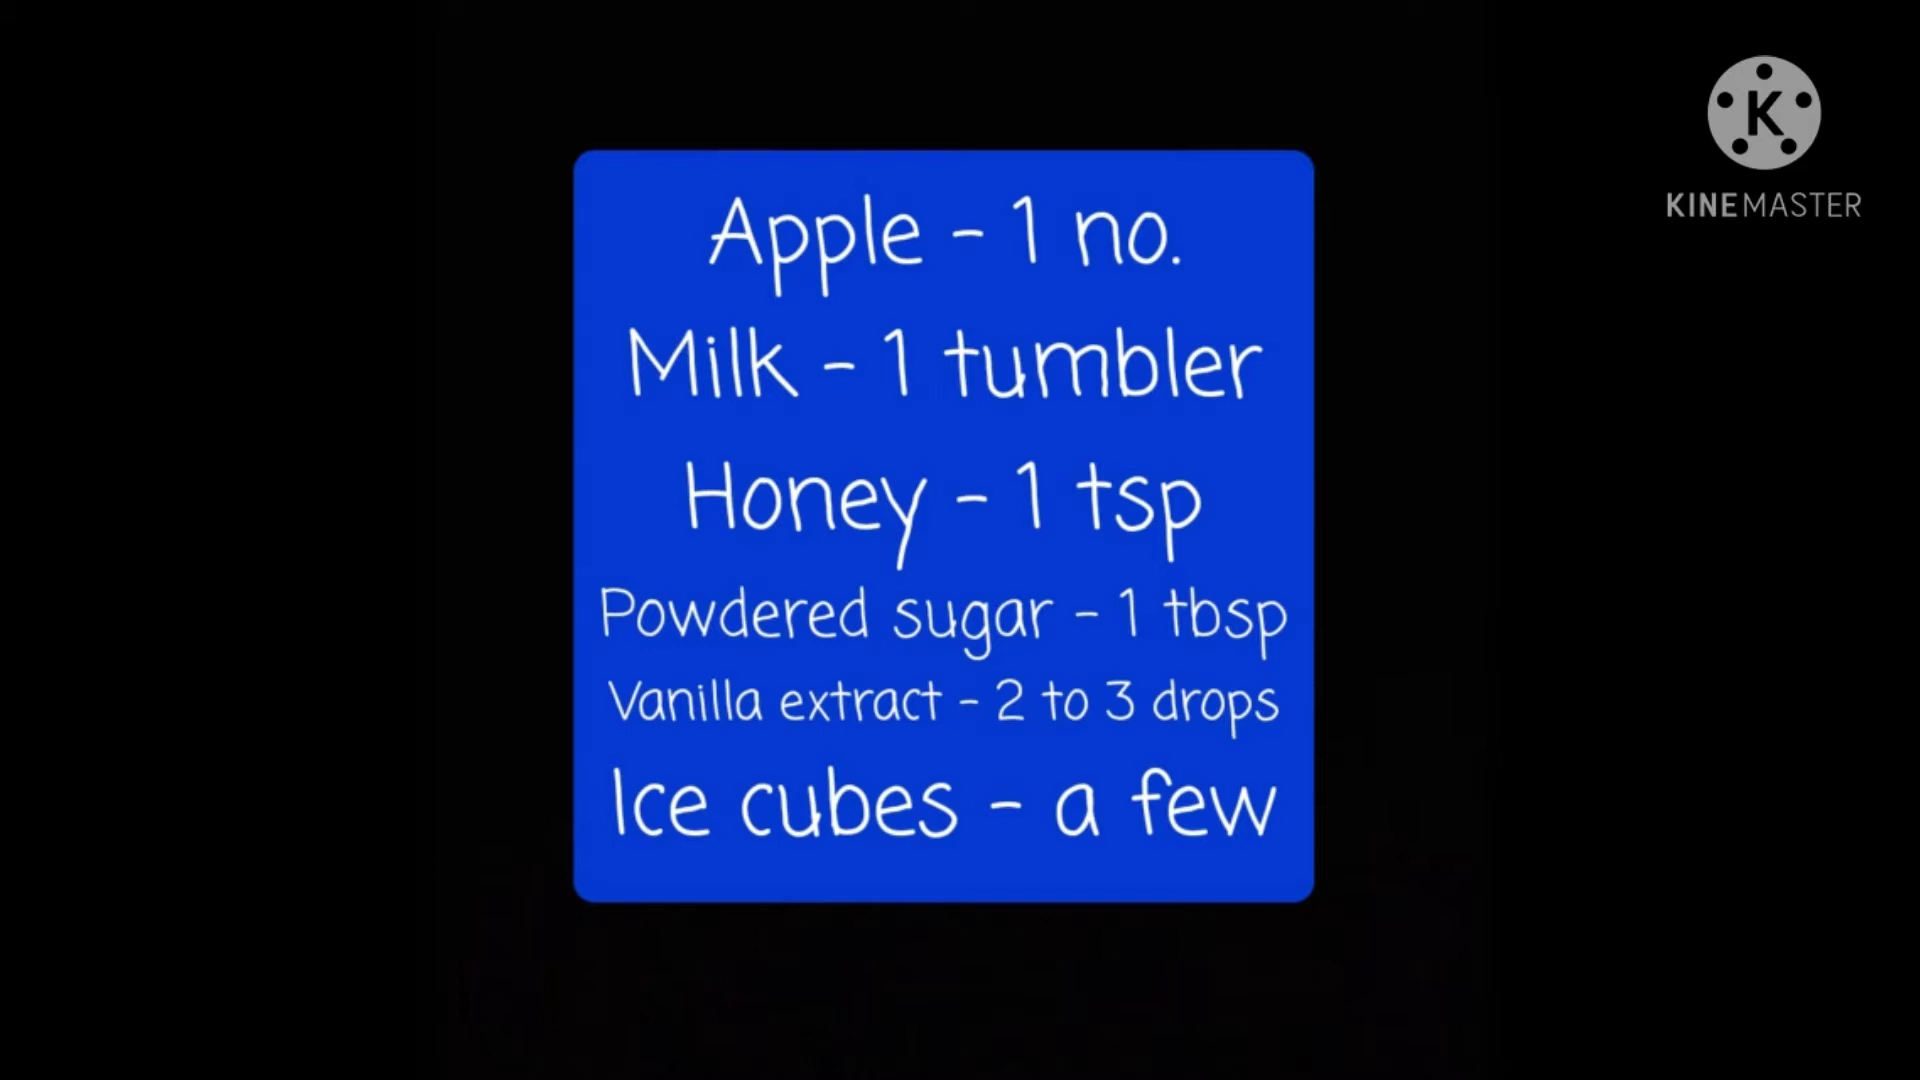 Apple - 1 no.
Milk - 1 tumbler
Honey - 1 tsp
Powdered sugar - 1 tbsp
Vanilla extract - 2 to 3 drops
Ice cubes - a few
K
KINEMASTER